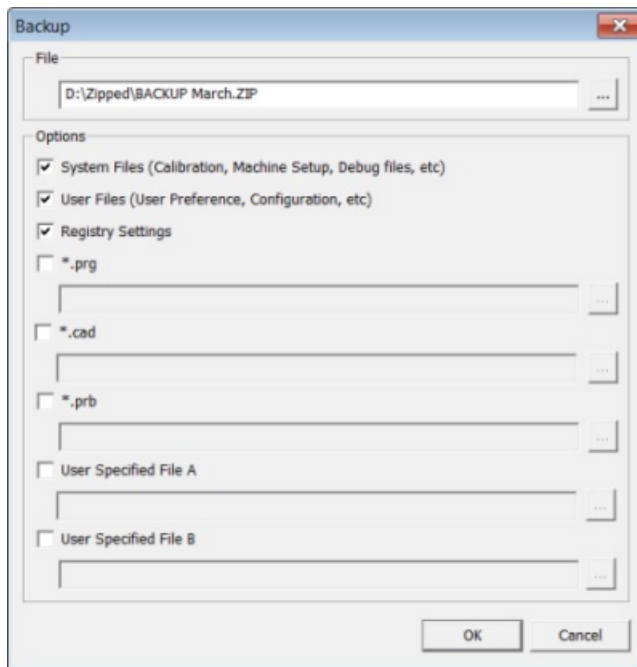 Backup
File
D:\Zipped\BACKUP March.ZIP
...
Options
System Files (Calibration, Machine Setup, Debug files, etc)
User Files (User Preference, Configuration, etc)
Registry Settings
*.prg
...
*.cad
...
*.prb
...
User Specified File A
...
User Specified File B
...
OK Cancel